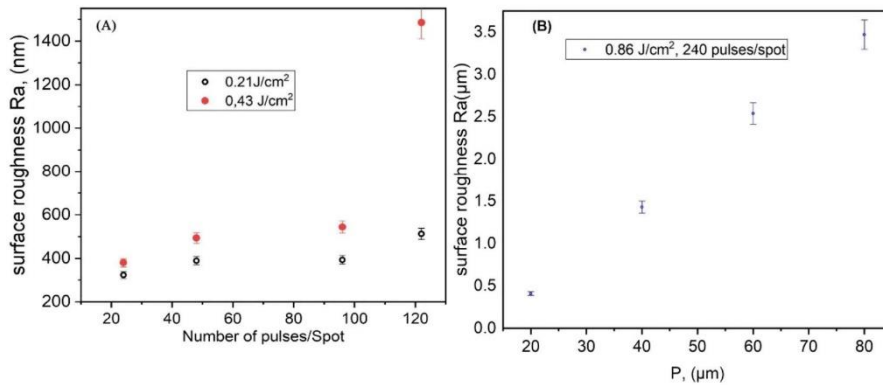 (A)
0.21J/cm²
0,43 J/cm²
surface roughness Ra, (nm)
1400
1200
1000
800
600
400
200
20 40 60 80 100 120
Number of pulses/Spot
(B)
0.86 J/cm², 240 pulses/spot
surface roughness Ra(μm)
3.5
3.0
2.5
2.0
1.5
1.0
0.5
0.0
20 40 60 80
P, (μm)